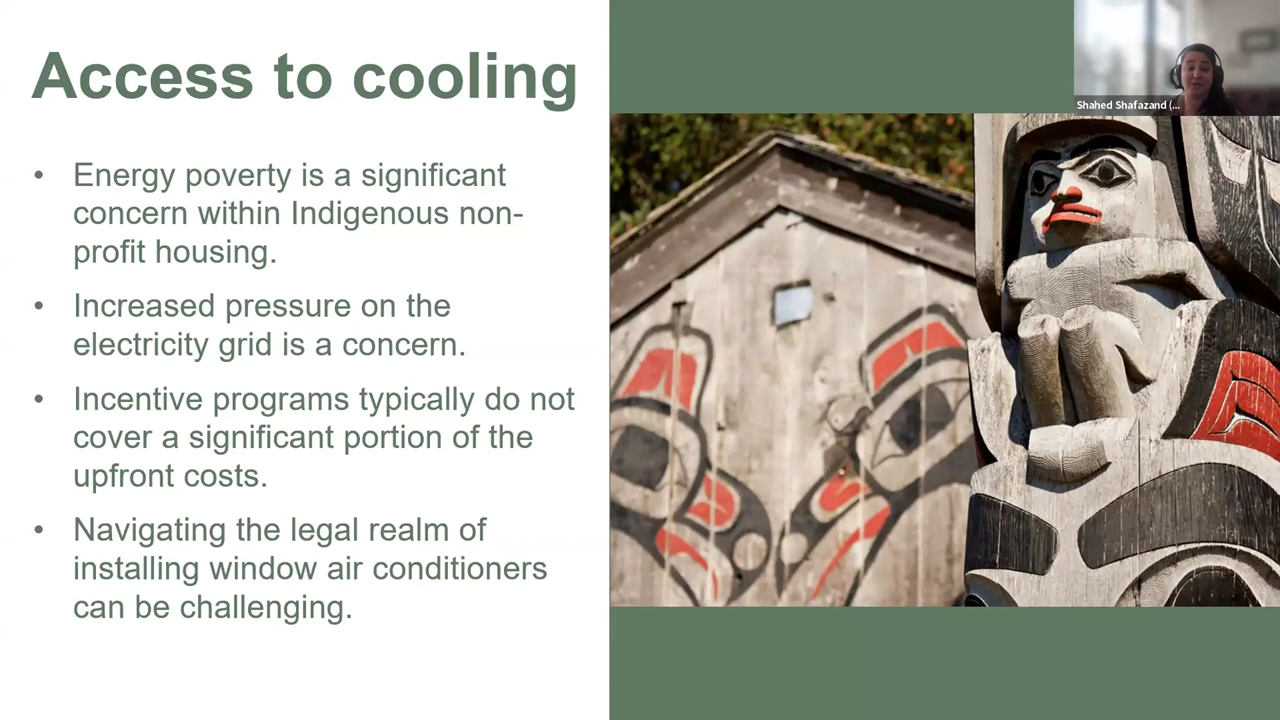 Access to cooling
• Energy poverty is a significant
concern within Indigenous non-
profit housing.
• Increased pressure on the
electricity grid is a concern.
• Incentive programs typically do not
cover a significant portion of the
upfront costs.
• Navigating the legal realm of
installing window air conditioners
can be challenging.
Shahed Shafazand (...